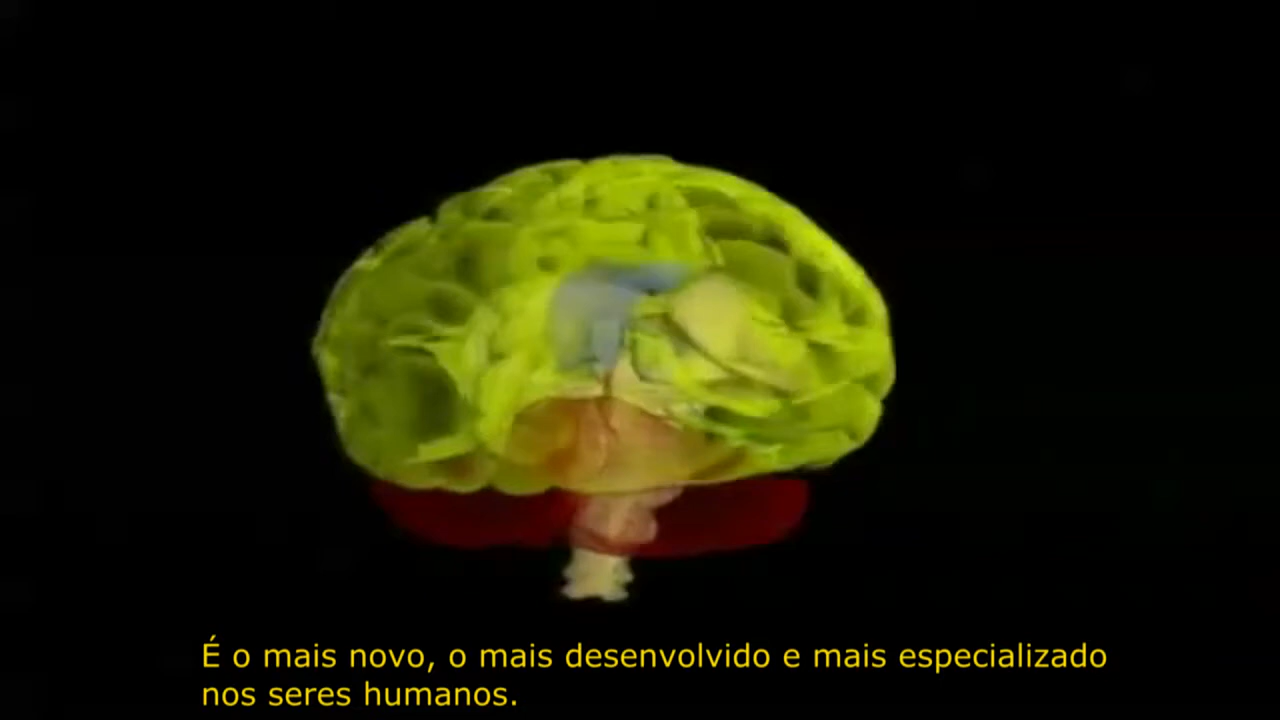 É o mais novo, o mais desenvolvido e mais especializado
nos seres humanos.